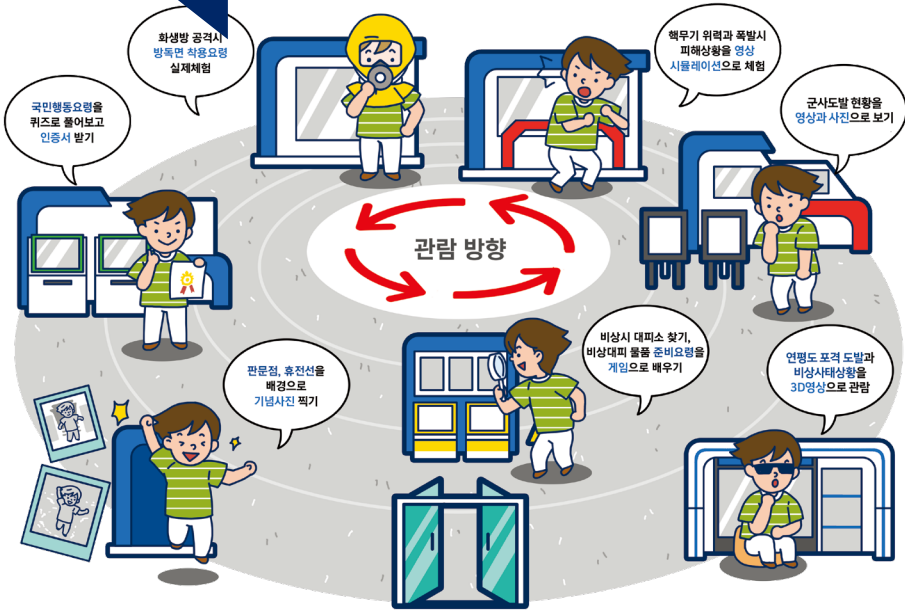 화생방 공격시
방독면 착용요령
실제체험
핵무기 위력과 폭발시
피해상황을 영상
시뮬레이션으로 체험
국민행동요령을
퀴즈로 풀어보고
인증서 받기
군사도발 현황을
영상과 사진으로 보기
관람 방향
비상시 대피소 찾기,
비상대피 물품 준비요령을
게임으로 배우기
판문점, 휴전선을
배경으로
기념사진 찍기
연평도 포격 도발과
비상사태상황을
3D영상으로 관람